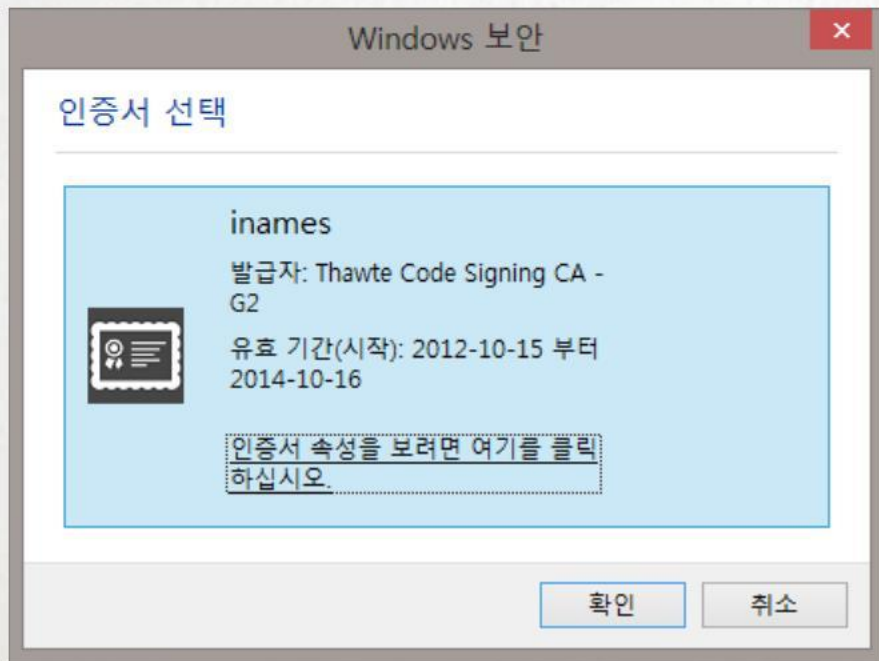 Windows 보안
인증서 선택
inames
발급자: Thawte Code Signing CA -
G2
유효 기간(시작): 2012-10-15 부터
2014-10-16
인증서 속성을 보려면 여기를 클릭
하십시오.
확인 취소